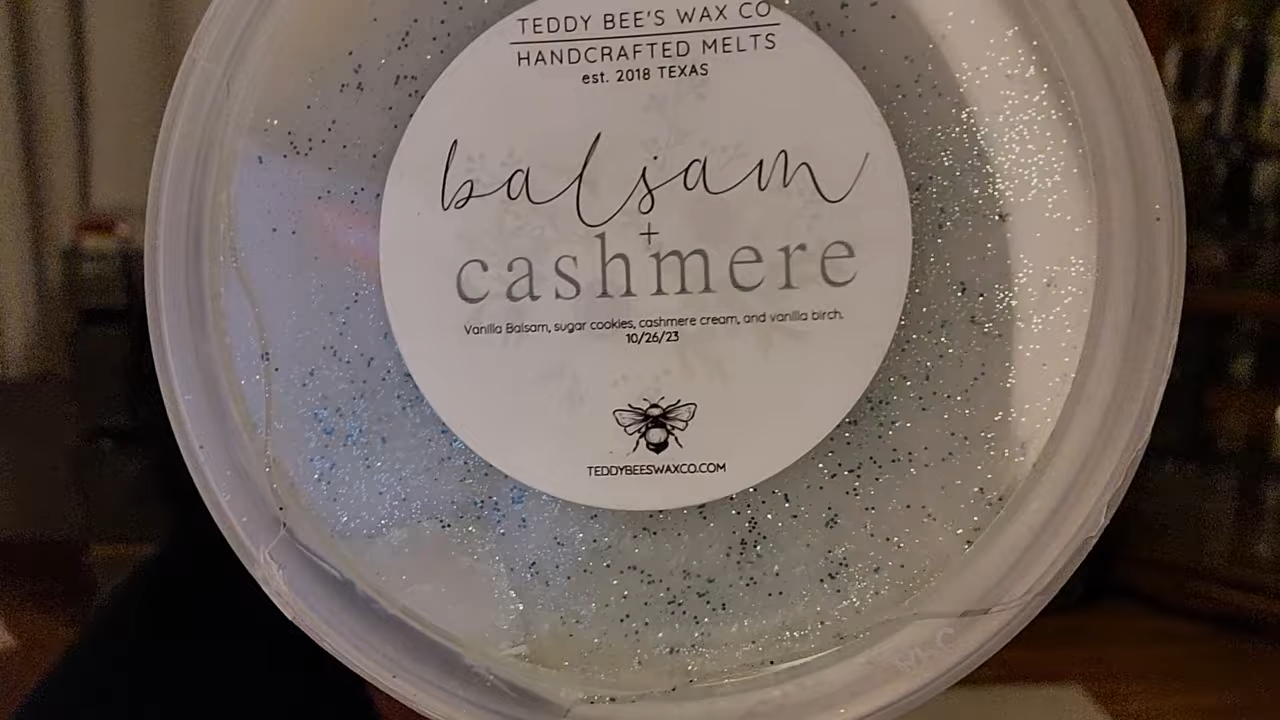 TEDDY BEE'S WAX CO
HANDCRAFTED MELTS
est. 2018 TEXAS
balsam
+
cashmere
Vanilla Balsam, sugar cookies, cashmere cream, and vanilla birch.
10/26/23
TEDDYBEESWAXCO.COM